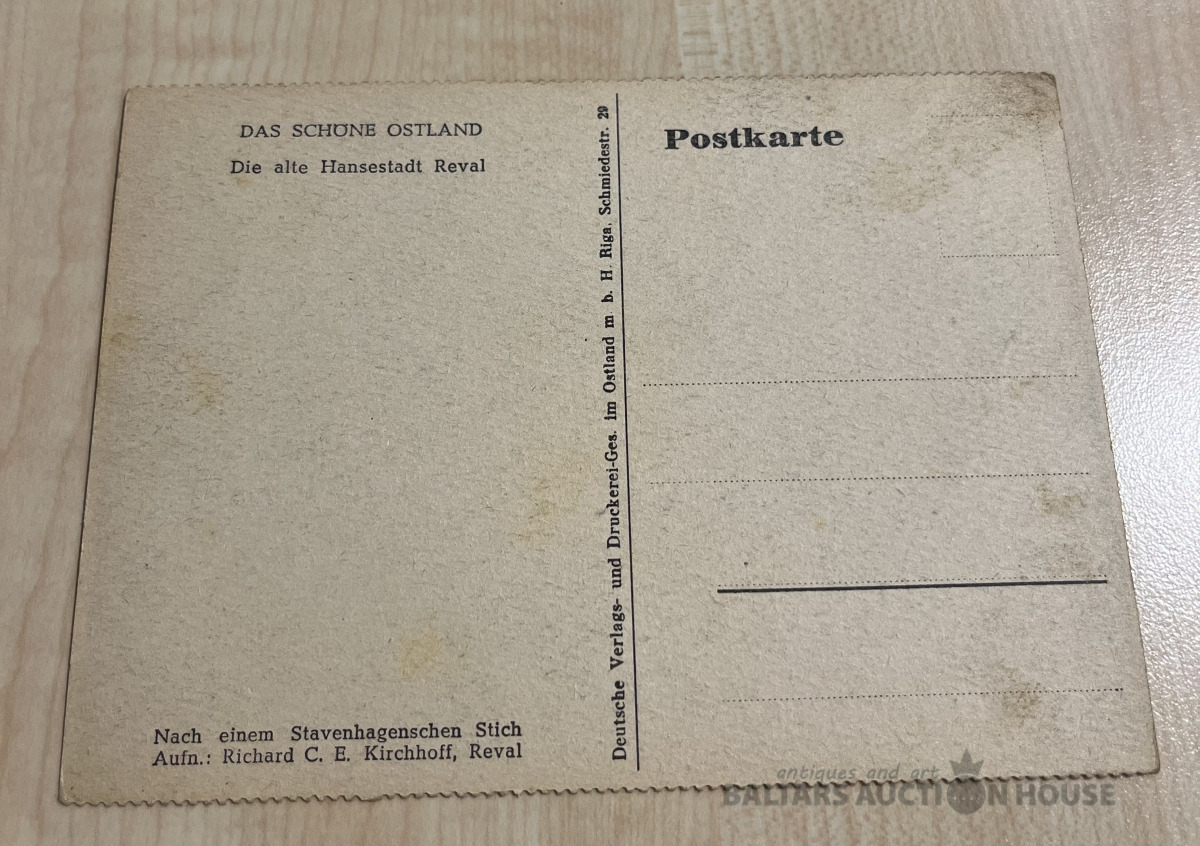 DAS SCHÖNE OSTLAND
Die alte Hansestadt Reval
Nach einem Stavenhagenschen Stich
Aufn.: Richard C. E. Kirchhoff, Reval
Deutsche Verlags- und Druckerei-Ges. im Ostland m b. H. Riga, Schmiedestr. 29
Postkarte
antiques and art
BALTARS AUCTION HOUSE